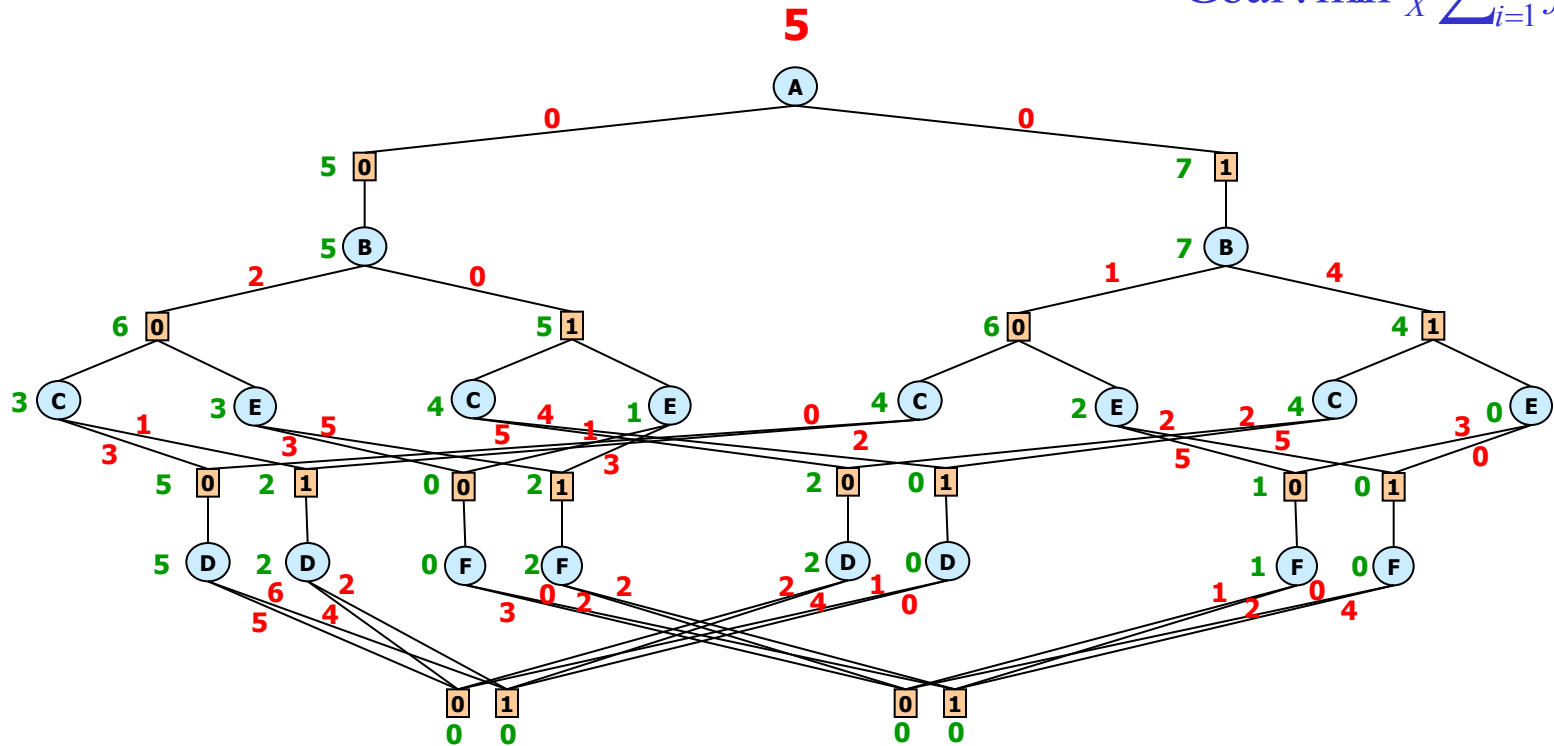 5
A
0 0
5 0 7 1
5 B 7 B
2 0 1 4
6 0 5 1 6 0 4 1
3 C 3 E 4 C 1 E 4 C 2 E 4 C 0 E
3 1 3 5 5 4 1 3 0 2 5 2 2 5 3 0
5 0 2 1 0 0 2 1 2 0 0 1 1 0 0 1
5 D 2 D 0 F 2 F 2 D 0 D 1 F 0 F
5 6 4 2 3 0 2 2 2 4 1 0 1 2 0 4
0 1 0 1
0 0 0 0